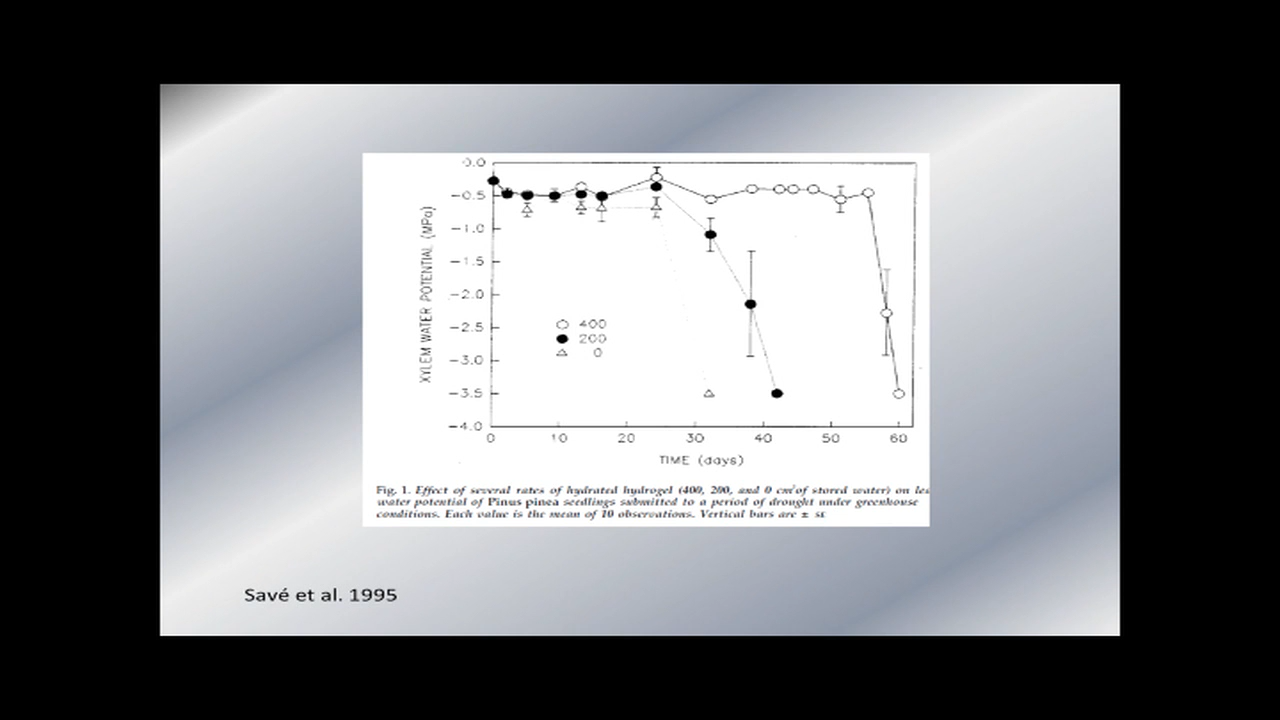 0.0
−0.5
−1.0
−1.5
−2.0
−2.5
−3.0
−3.5
−4.0
XYLEM WATER POTENTIAL (MPa)
400
200
0
0 10 20 30 40 50 60
TIME (days)
Fig. 1. Effect of several rates of hydrated hydrogel (400, 200, and 0 cm³of stored water) on
water potential of Pinus pinea seedlings submitted to a period of drought under greenhouse
conditions. Each value is the mean of 10 observations. Vertical bars are ±
Savé et al. 1995